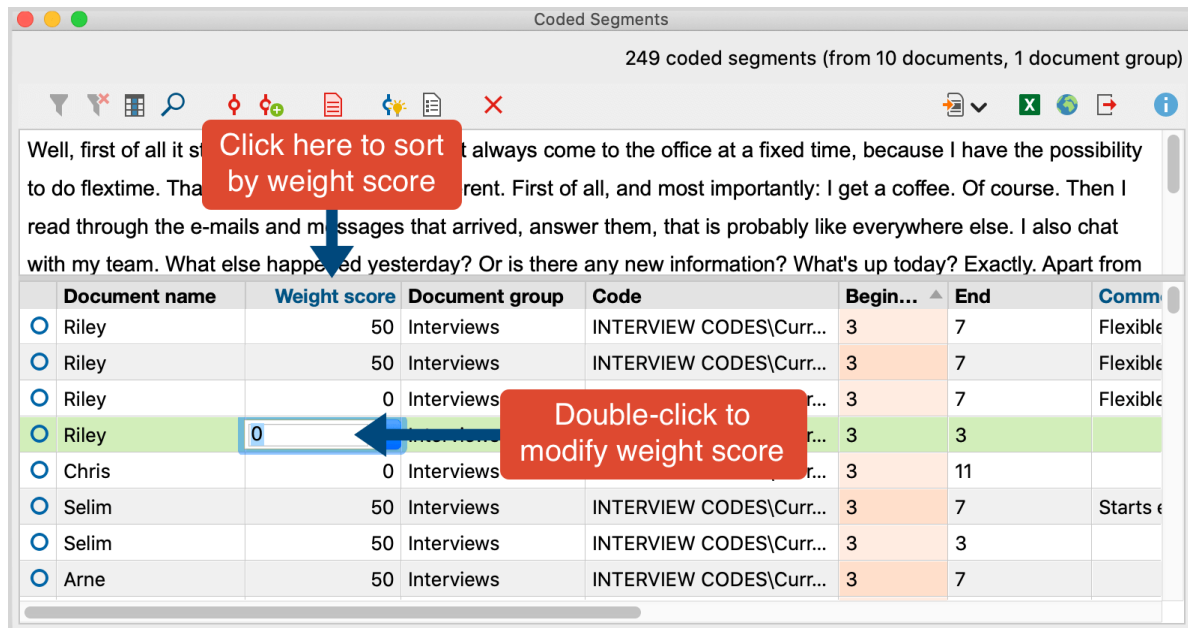 Coded Segments
249 coded segments (from 10 documents, 1 document group)
X
i
Click here to sort
by weight score
Well, first of all it st t always come to the office at a fixed time, because I have the possibility
to do flextime. Tha rent. First of all, and most importantly: I get a coffee. Of course. Then I
read through the e-mails and messages that arrived, answer them, that is probably like everywhere else. I also chat
with my team. What else happened yesterday? Or is there any new information? What's up today? Exactly. Apart from
Document name Weight score Document group Code Begin... End Comm
Riley 50 Interviews INTERVIEW CODES\Curr... 3 7 Flexible
Riley 50 Interviews INTERVIEW CODES\Curr... 3 7 Flexible
Riley 0 Interviews r... 3 7 Flexible
Double-click to
modify weight score
Riley 0 Interviews r... 3 3
Chris 0 Interviews r... 3 11
Selim 50 Interviews INTERVIEW CODES\Curr... 3 7 Starts e
Selim 50 Interviews INTERVIEW CODES\Curr... 3 3
Arne 50 Interviews INTERVIEW CODES\Curr... 3 7